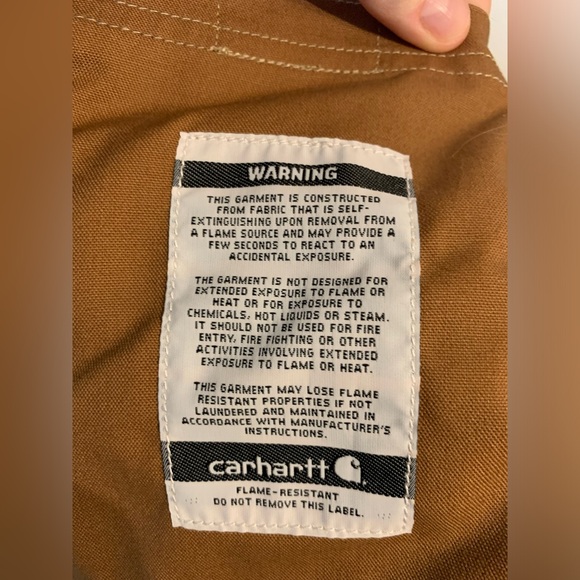 WARNING
THIS GARMENT IS CONSTRUCTED
FROM FABRIC THAT IS SELF-
EXTINGUISHING UPON REMOVAL FROM
A FLAME SOURCE AND MAY PROVIDE A
FEW SECONDS TO REACT TO AN
ACCIDENTAL EXPOSURE.
THE GARMENT IS NOT DESIGNED FOR
EXTENDED EXPOSURE TO FLAME OR
HEAT OR FOR EXPOSURE TO
CHEMICALS, HOT LIQUIDS OR STEAM.
IT SHOULD NOT BE USED FOR FIRE
ENTRY, FIRE FIGHTING OR OTHER
ACTIVITIES INVOLVING EXTENDED
EXPOSURE TO FLAME OR HEAT.
THIS GARMENT MAY LOSE FLAME
RESISTANT PROPERTIES IF NOT
LAUNDERED AND MAINTAINED IN
ACCORDANCE WITH MANUFACTURER'S
INSTRUCTIONS.
carhartt
FLAME-RESISTANT
DO NOT REMOVE THIS LABEL.